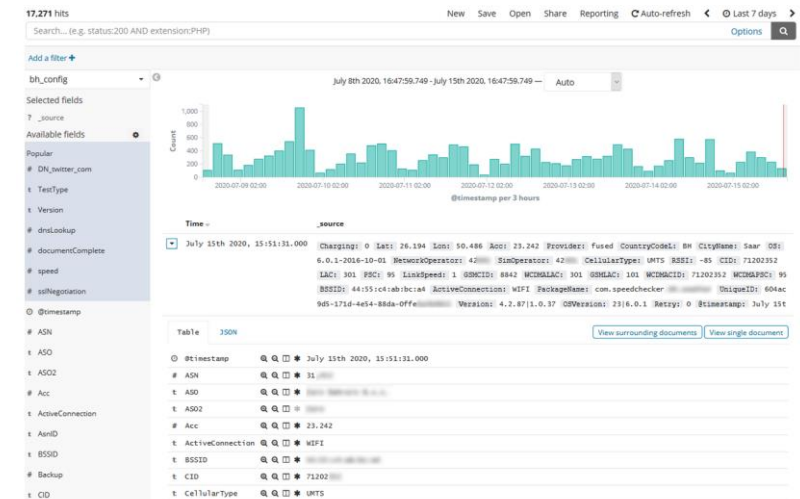 17,271 hits
New Save Open Share Reporting Auto-refresh Last 7 days
Search... (e.g. status:200 AND extension:PHP)
Options
Add a filter +
bh_config
July 8th 2020, 16:47:59.749 - July 15th 2020, 16:47:59.749 — Auto
Selected fields
? _source
Available fields
Popular
# DN_twitter_com
t TestType
t Version
# dnsLookup
# documentComplete
# speed
# sslNegotiation
@timestamp
# ASN
t ASO
t ASO2
# Acc
t ActiveConnection
t AsnID
t BSSID
# Backup
t CID
Count
1,000
800
600
400
200
0
2020-07-09 02:00 2020-07-10 02:00 2020-07-11 02:00 2020-07-12 02:00 2020-07-13 02:00 2020-07-14 02:00 2020-07-15 02:00
@timestamp per 3 hours
Time _source
July 15th 2020, 15:51:31.000
Charging: 0 Lat: 26.194 Lon: 50.486 Acc: 23.242 Provider: fused CountryCodeL: BH CityName: Saar OS:
6.0.1-2016-10-01 NetworkOperator: 42 SimOperator: 42 CellularType: UMTS RSSI: -85 CID: 71202352
LAC: 301 PSC: 95 LinkSpeed: 1 GSMCID: 8842 WCDMALAC: 301 GSMLAC: 101 WCDMACID: 71202352 WCDMAPSC: 95
BSSID: 44:55:c4:ab:bc:a4 ActiveConnection: WIFI PackageName: com.speedchecker UniqueID: 604ac
9d5-171d-4e54-88da-0ffe Version: 4.2.87|1.0.37 OSVersion: 23|6.0.1 Retry: 0 @timestamp: July 15t
Table JSON
View surrounding documents View single document
@timestamp July 15th 2020, 15:51:31.000
# ASN 31
t ASO
t ASO2
# Acc 23.242
t ActiveConnection WIFI
t BSSID
t CID 71202
t CellularType UMTS